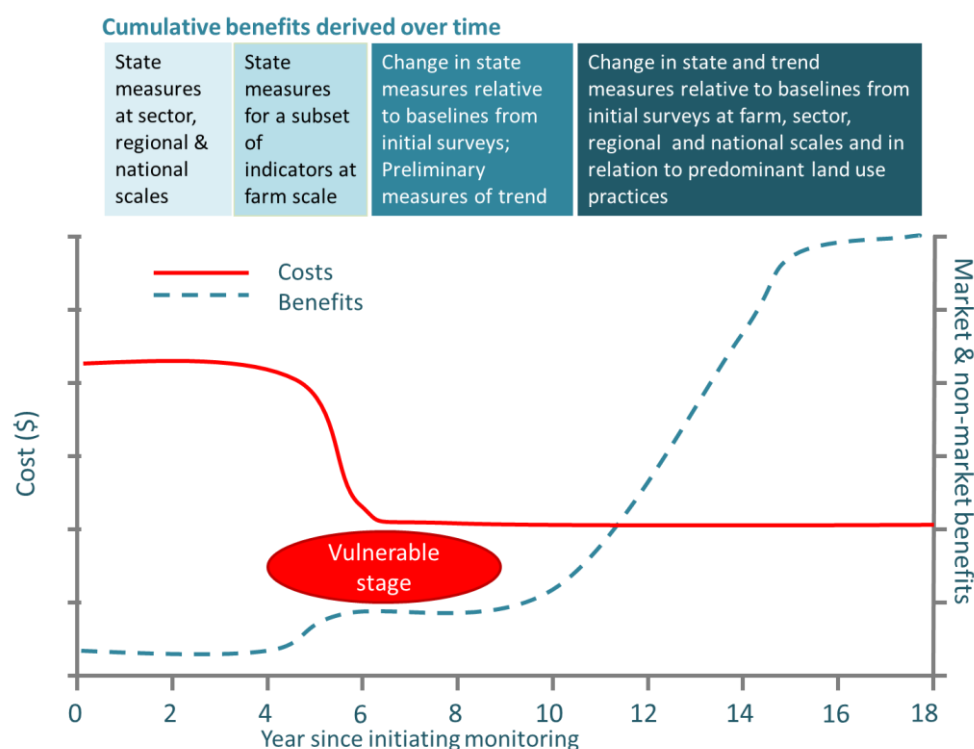 Cumulative benefits derived over time
State
measures
at sector,
regional &
national
scales
State
measures
for a subset
of
indicators at
farm scale
Change in state
measures relative
to baselines from
initial surveys;
Preliminary
measures of trend
Change in state and trend
measures relative to baselines from
initial surveys at farm, sector,
regional and national scales and in
relation to predominant land use
practices
Costs
Benefits
Cost ($)
Market & non-market benefits
Vulnerable
stage
0 2 4 6 8 10 12 14 16 18
Year since initiating monitoring